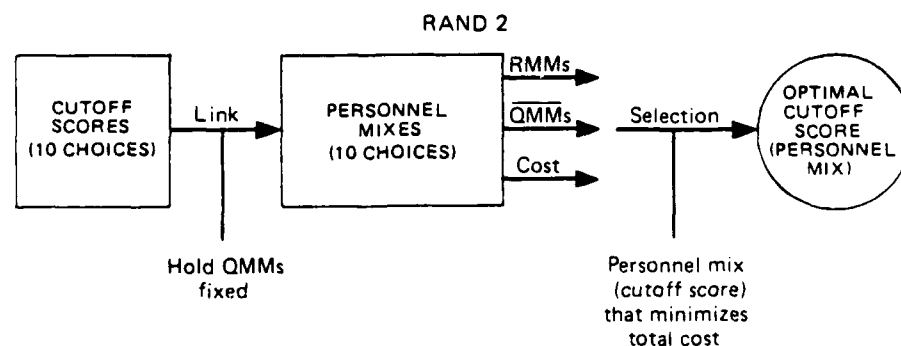 RAND 2
CUTOFF
SCORES
(10 CHOICES)
Link
Hold QMMs
fixed
PERSONNEL
MIXES
(10 CHOICES)
RMMs
QMMs
Cost
Selection
Personnel mix
(cutoff score)
that minimizes
total cost
OPTIMAL
CUTOFF
SCORE
(PERSONNEL
MIX)